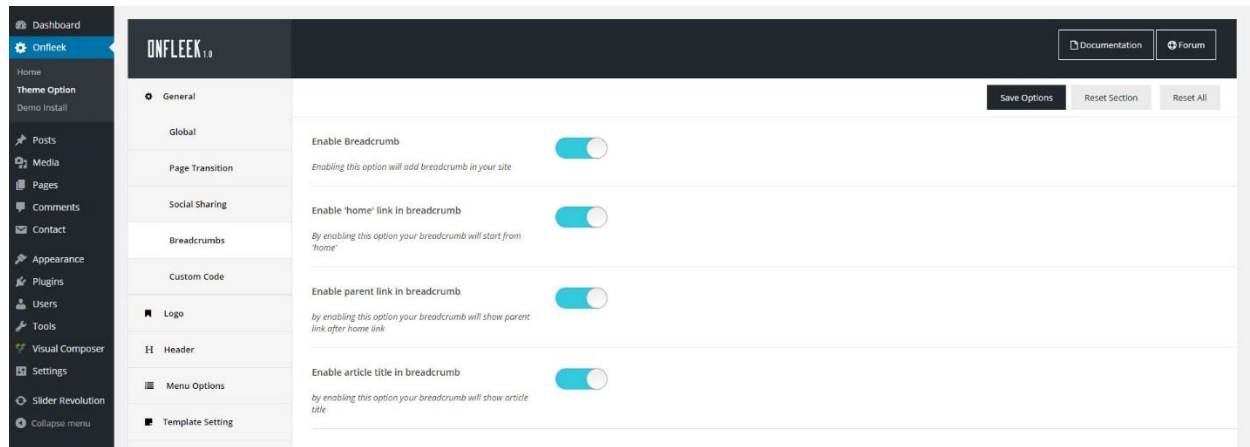 Dashboard
Onfleek
Home
Theme Option
Demo Install
Posts
Media
Pages
Comments
Contact
Appearance
Plugins
Users
Tools
Visual Composer
Settings
Slider Revolution
Collapse menu
ONFLEEK 1.0
Documentation
Forum
General
Global
Page Transition
Social Sharing
Breadcrumbs
Custom Code
Logo
H Header
Menu Options
Template Setting
Save Options
Reset Section
Reset All
Enable Breadcrumb
Enabling this option will add breadcrumb in your site
Enable 'home' link in breadcrumb
By enabling this option your breadcrumb will start from
'home'
Enable parent link in breadcrumb
by enabling this option your breadcrumb will show parent
link after home link
Enable article title in breadcrumb
by enabling this option your breadcrumb will show article
title